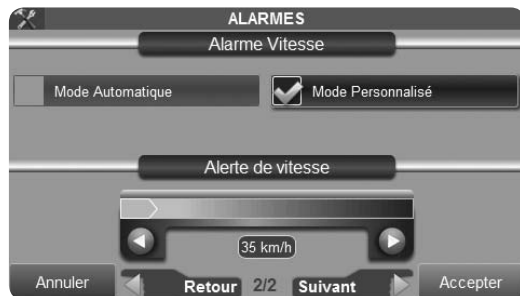 ALARMES
Alarme Vitesse
Mode Automatique Mode Personnalisé
Alerte de vitesse
35 km/h
Annuler Retour 2/2 Suivant Accepter